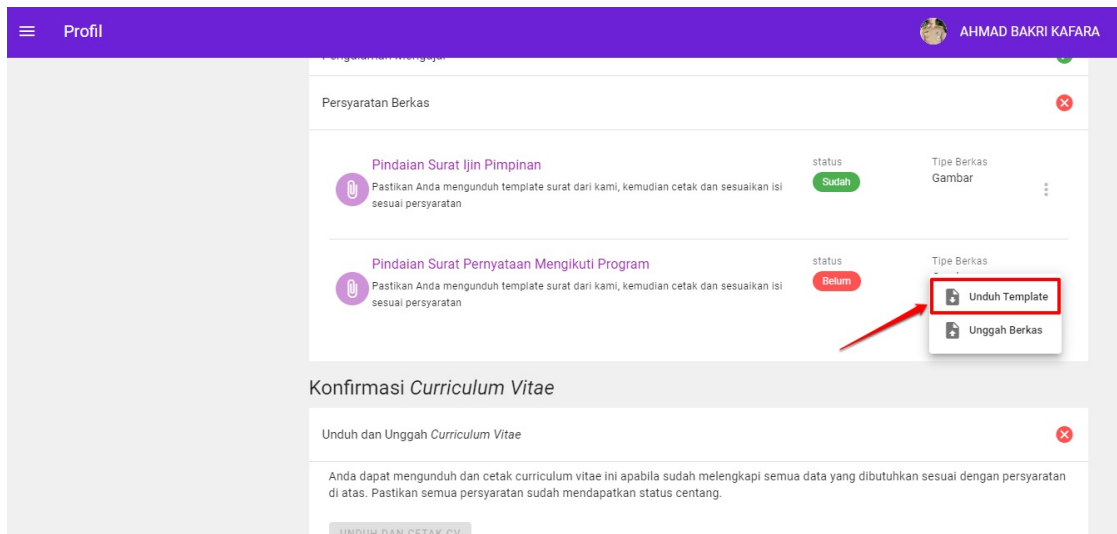 Profil
AHMAD BAKRI KAFARA
Pengalaman Mengajar
Persyaratan Berkas
Pindaian Surat Ijin Pimpinan
Pastikan Anda mengunduh template surat dari kami, kemudian cetak dan sesuaikan isi
sesuai persyaratan
status
Sudah
Tipe Berkas
Gambar
Pindaian Surat Pernyataan Mengikuti Program
Pastikan Anda mengunduh template surat dari kami, kemudian cetak dan sesuaikan isi
sesuai persyaratan
status
Belum
Tipe Berkas
Unduh Template
Unggah Berkas
Konfirmasi Curriculum Vitae
Unduh dan Unggah Curriculum Vitae
Anda dapat mengunduh dan cetak curriculum vitae ini apabila sudah melengkapi semua data yang dibutuhkan sesuai dengan persyaratan
di atas. Pastikan semua persyaratan sudah mendapatkan status centang.
UNDUH DAN CETAK CV